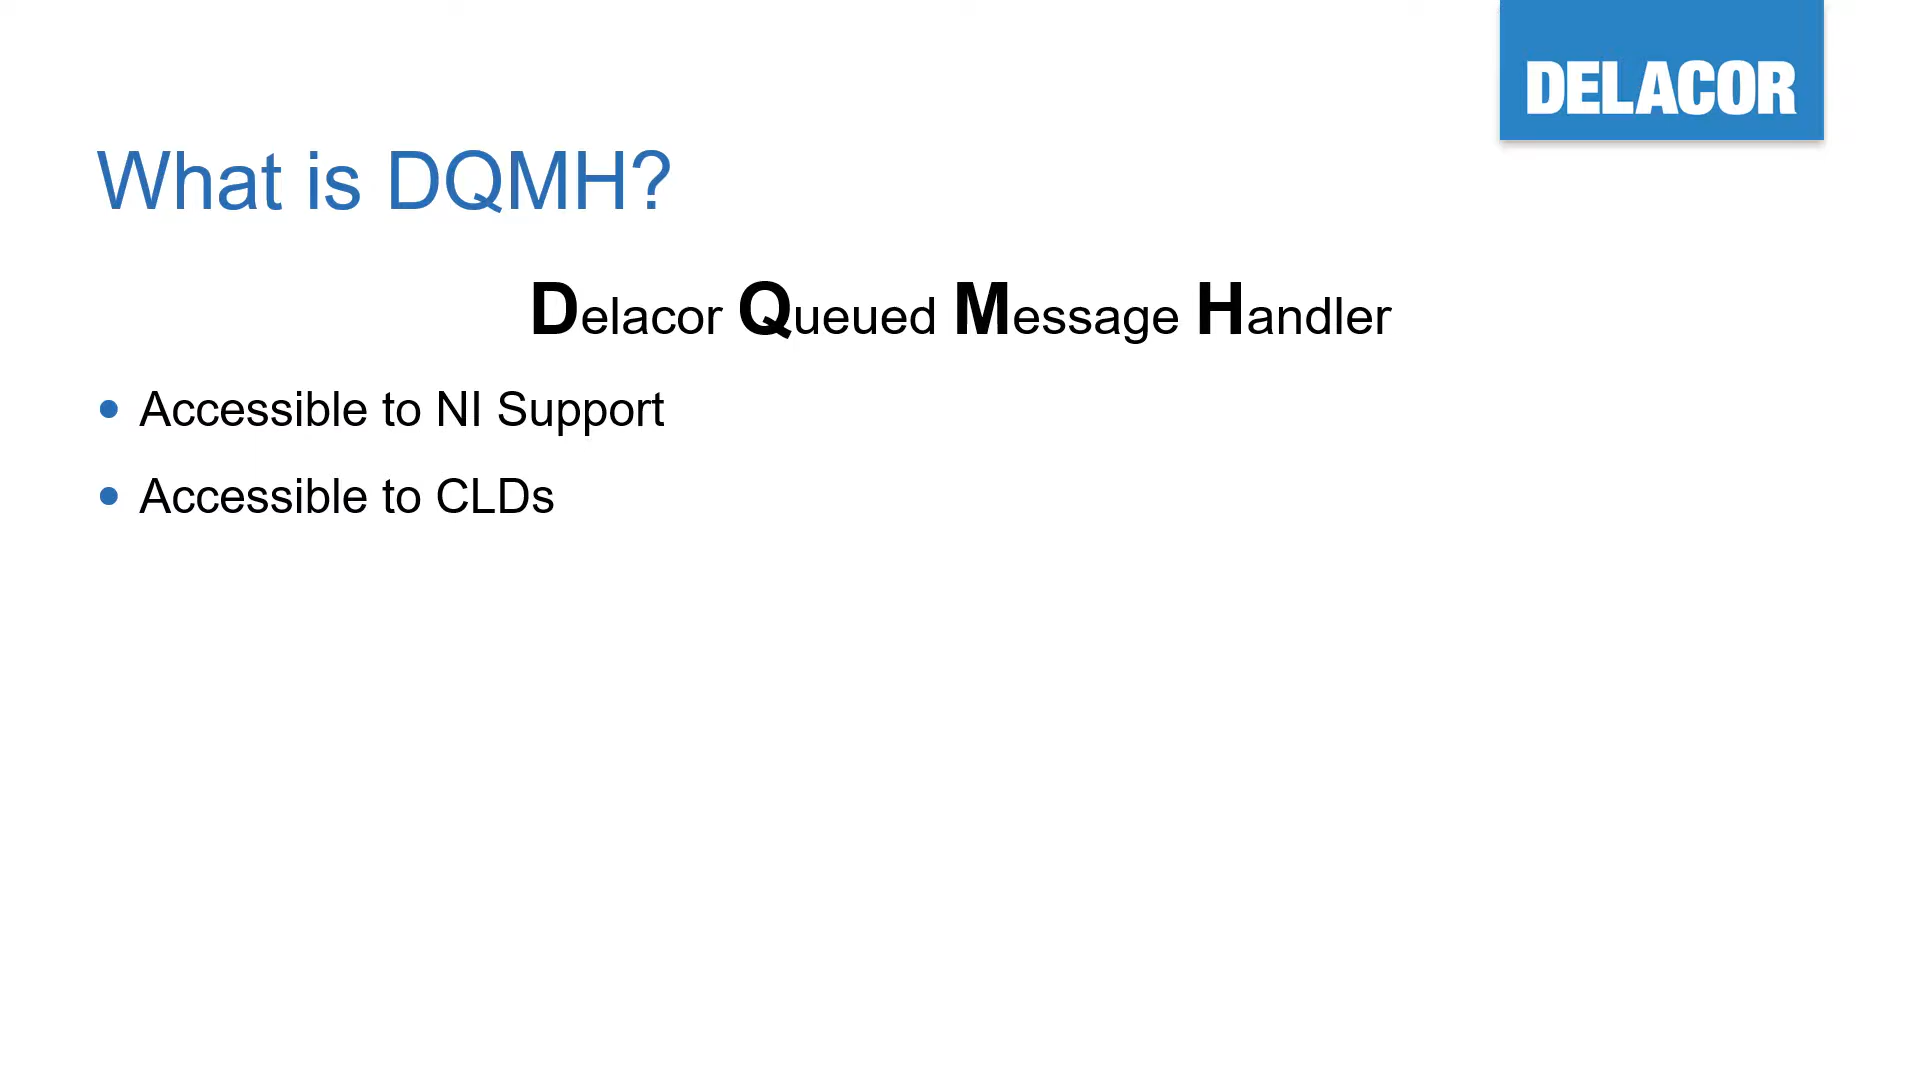 DELACOR
What is DQMH?
Delacor Queued Message Handler
• Accessible to NI Support
• Accessible to CLDs